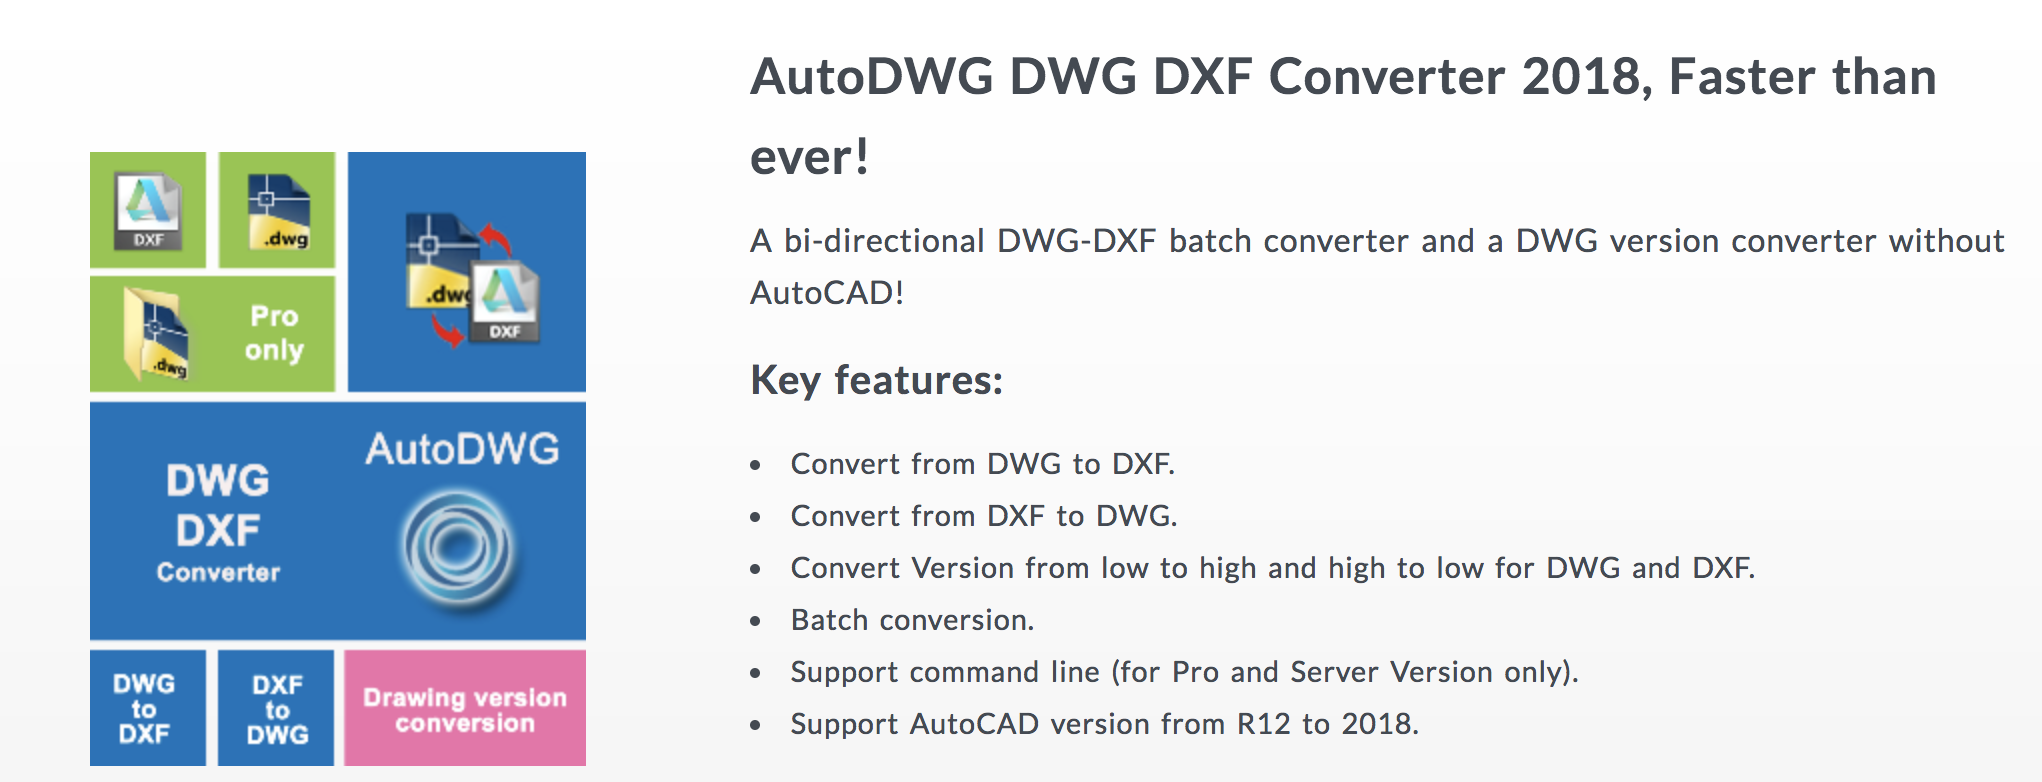 AutoDWG DWG DXF Converter 2018, Faster than
ever!
A bi-directional DWG-DXF batch converter and a DWG version converter without
AutoCAD!
Key features:
• Convert from DWG to DXF.
• Convert from DXF to DWG.
• Convert Version from low to high and high to low for DWG and DXF.
• Batch conversion.
• Support command line (for Pro and Server Version only).
• Support AutoCAD version from R12 to 2018.
DXF
.dwg
.dwg
DXF
.dwg
Pro
only
AutoDWG
DWG
DXF
Converter
DWG
to
DXF
DXF
to
DWG
Drawing version
conversion